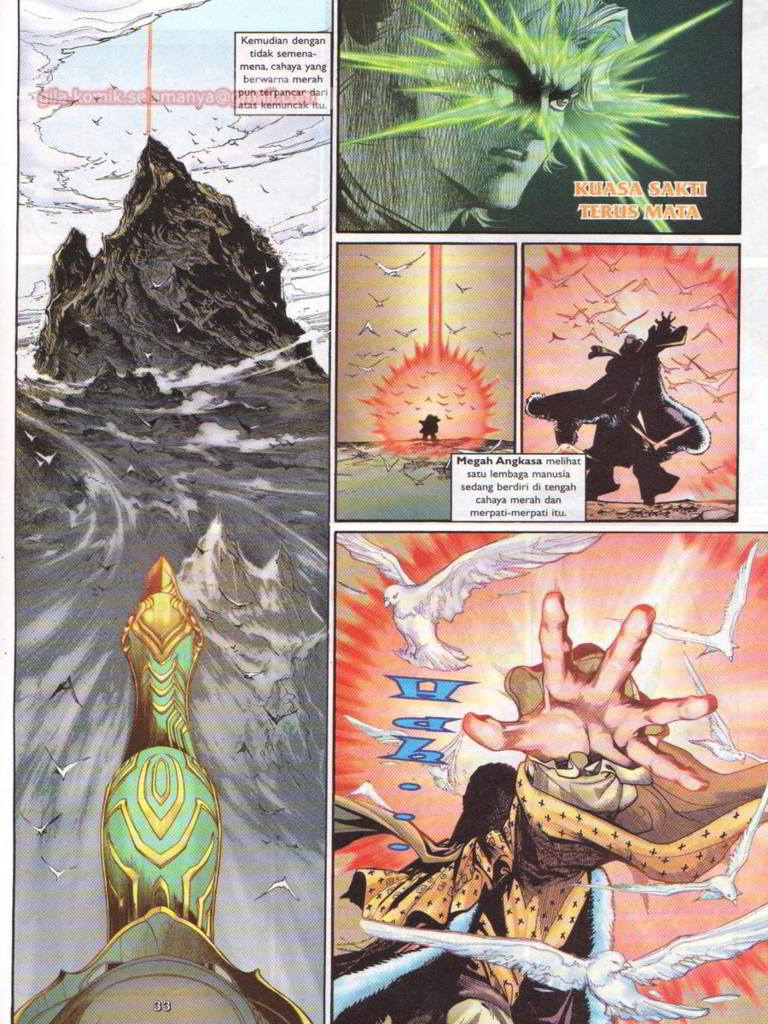 Kemudian dengan
tidak semena-
mena, cahaya yang
berwarna merah
pun terpancar dari
atas kemuncak itu.
KUASA SAKTI
TERUS MATA
Megah Angkasa melihat
satu lembaga manusia
sedang berdiri di tengah
cahaya merah dan
merpati-merpati itu.
33